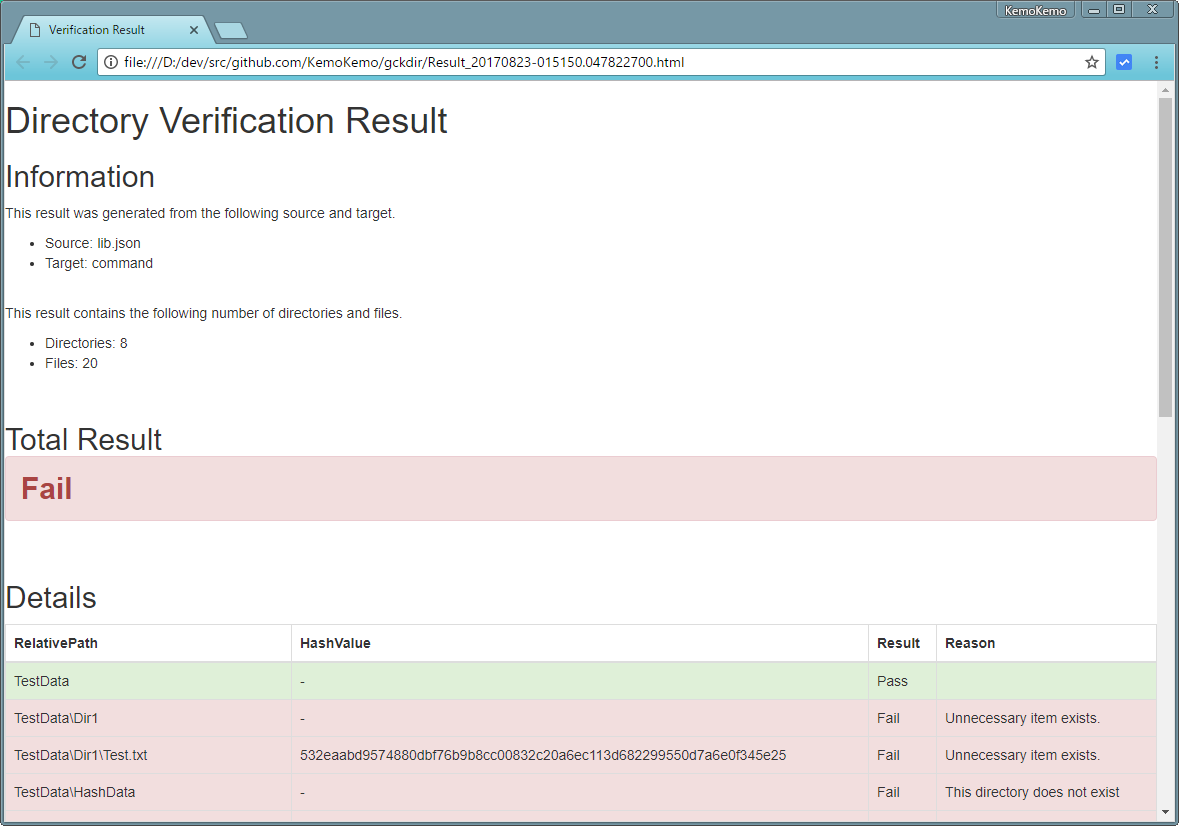 KemoKemo
Verification Result
file:///D:/dev/src/github.com/KemoKemo/gckdir/Result_20170823-015150.047822700.html
Directory Verification Result
Information
This result was generated from the following source and target.
Source: lib.json
Target: command
This result contains the following number of directories and files.
Directories: 8
Files: 20
Total Result
Fail
Details
RelativePath HashValue Result Reason
TestData - Pass
TestData\Dir1 - Fail Unnecessary item exists.
TestData\Dir1\Test.txt 532eaabd9574880dbf76b9b8cc00832c20a6ec113d682299550d7a6e0f345e25 Fail Unnecessary item exists.
TestData\HashData - Fail This directory does not exist